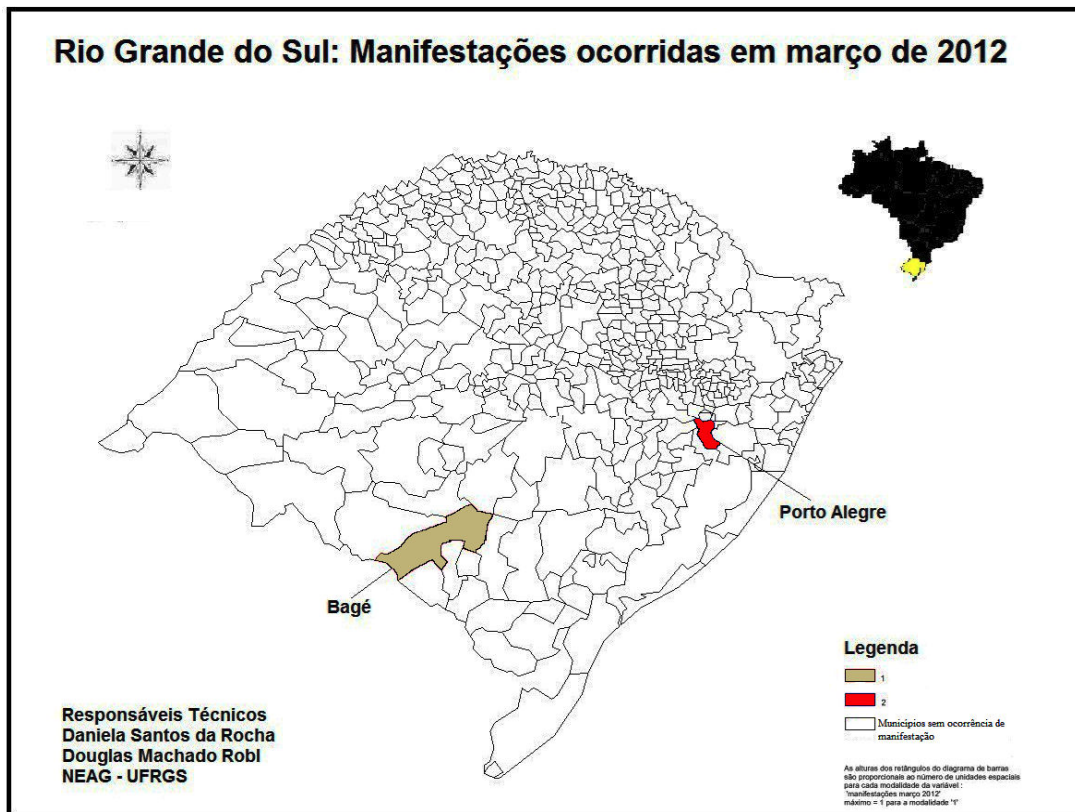 Rio Grande do Sul: Manifestações ocorridas em março de 2012
Porto Alegre
Bagé
Legenda
1
2
Municípios sem ocorrência de
manifestação
Responsáveis Técnicos
Daniela Santos da Rocha
Douglas Machado Robl
NEAG - UFRGS
As alturas dos retângulos do diagrama de barras
são proporcionais ao número de unidades espaciais
para cada modalidade da variável :
'manifestações março 2012'
máximo = 1 para a modalidade '1'